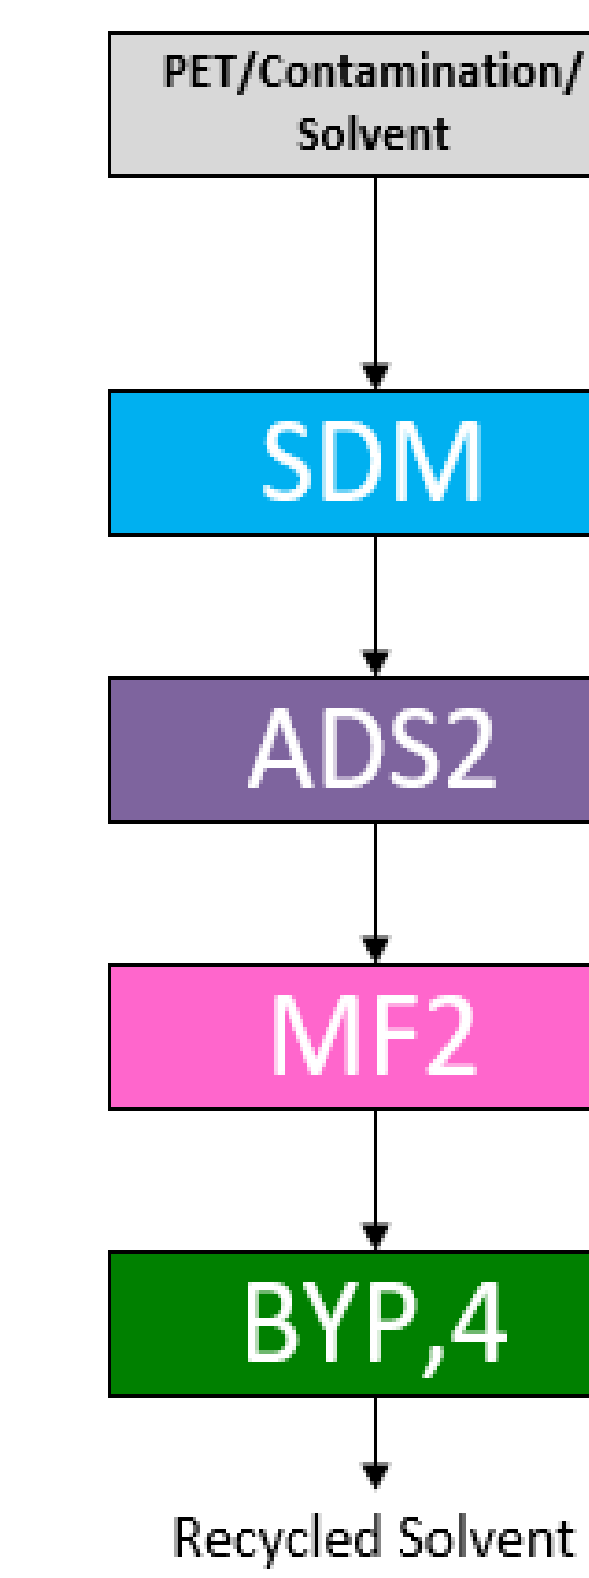 PET/Contamination/
Solvent
SDM
ADS2
MF2
BYP,4
Recycled Solvent